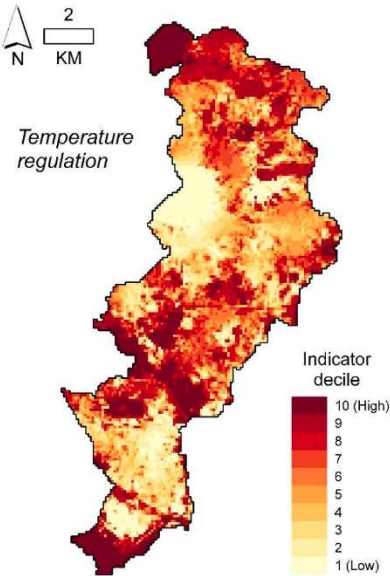 2
N
KM
Temperature
regulation
Indicator
decile
10 (High)
9
8
7
6
5
4
3
2
1 (Low)